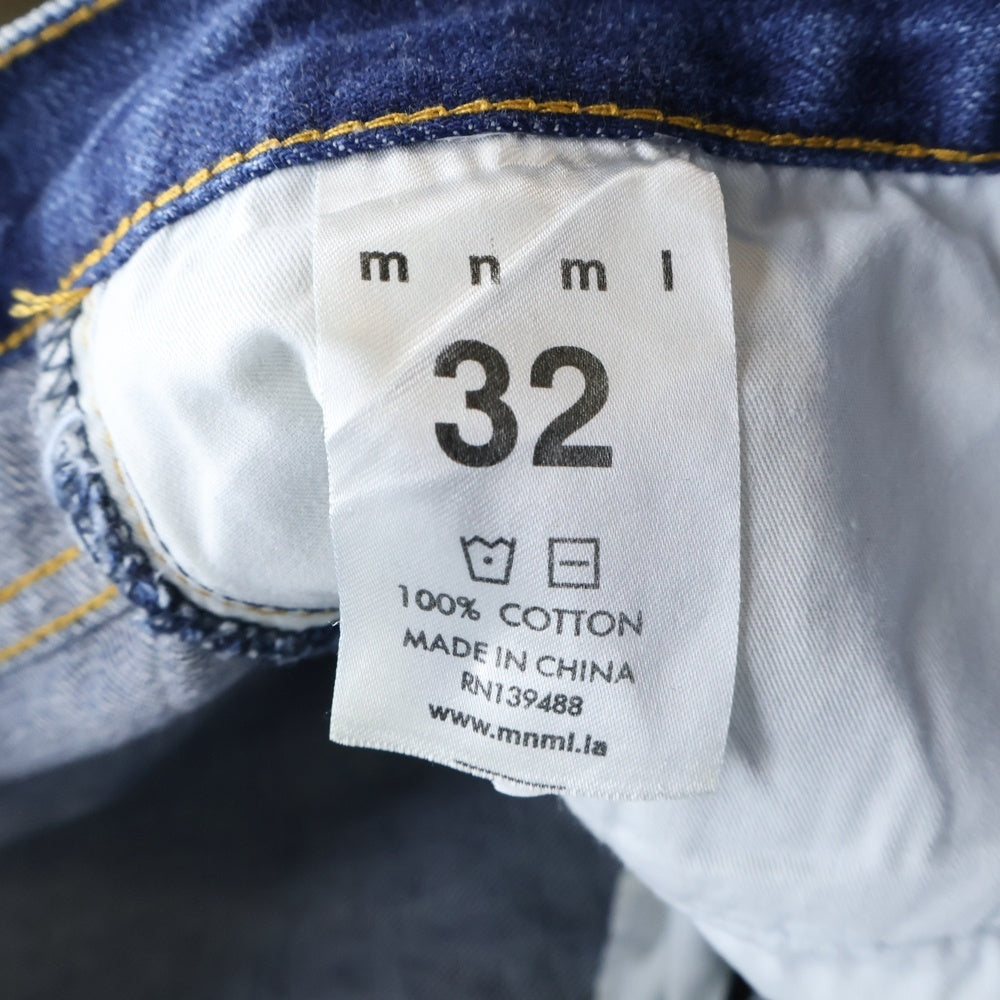 m n m l
32
100% COTTON
MADE IN CHINA
RN139488
www.mnml.la